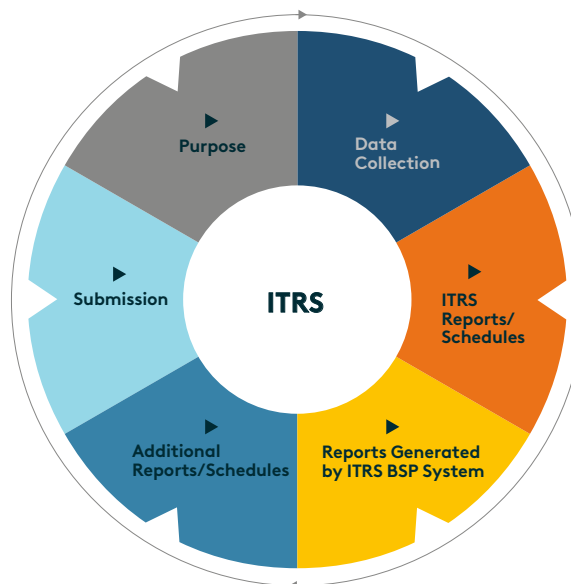 Purpose
Data
Collection
Submission
ITRS
ITRS
Reports/
Schedules
Additional
Reports/Schedules
Reports Generated
by ITRS BSP System